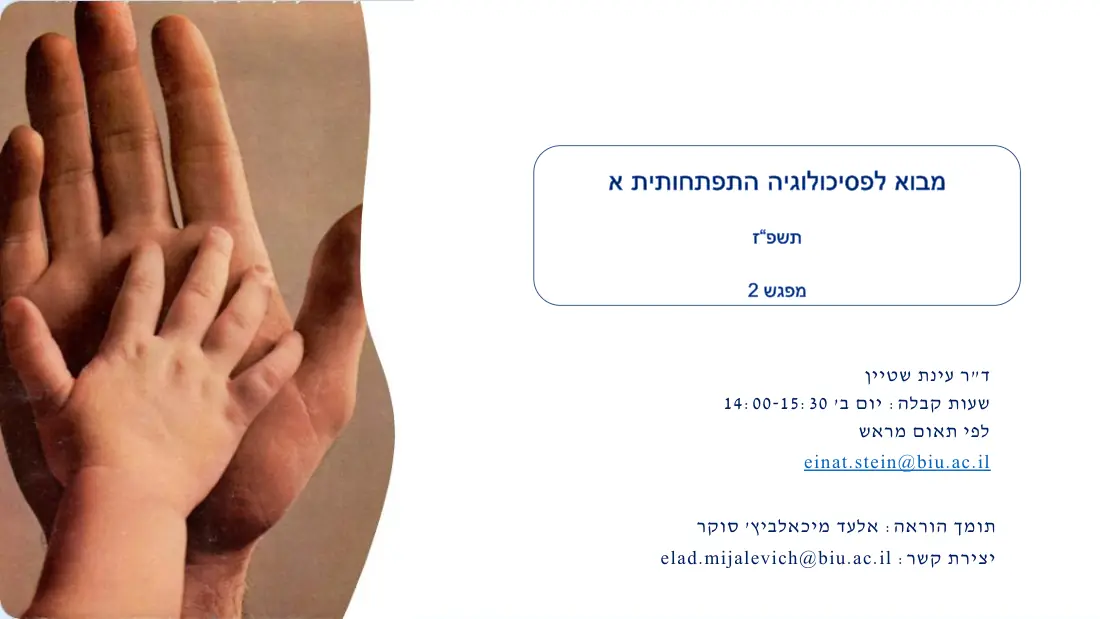 מבוא לפסיכולוגיה התפתחותית א
תשפ“ז
מפגש 2
ד״ר עינת שטיין
שעות קבלה: יום ב׳ 14:00-15:30
לפי תאום מראש
einat.stein@biu.ac.il
תומך הוראה: אלעד מיכאלביץ׳ סוקר
יצירת קשר: elad.mijalevich@biu.ac.il